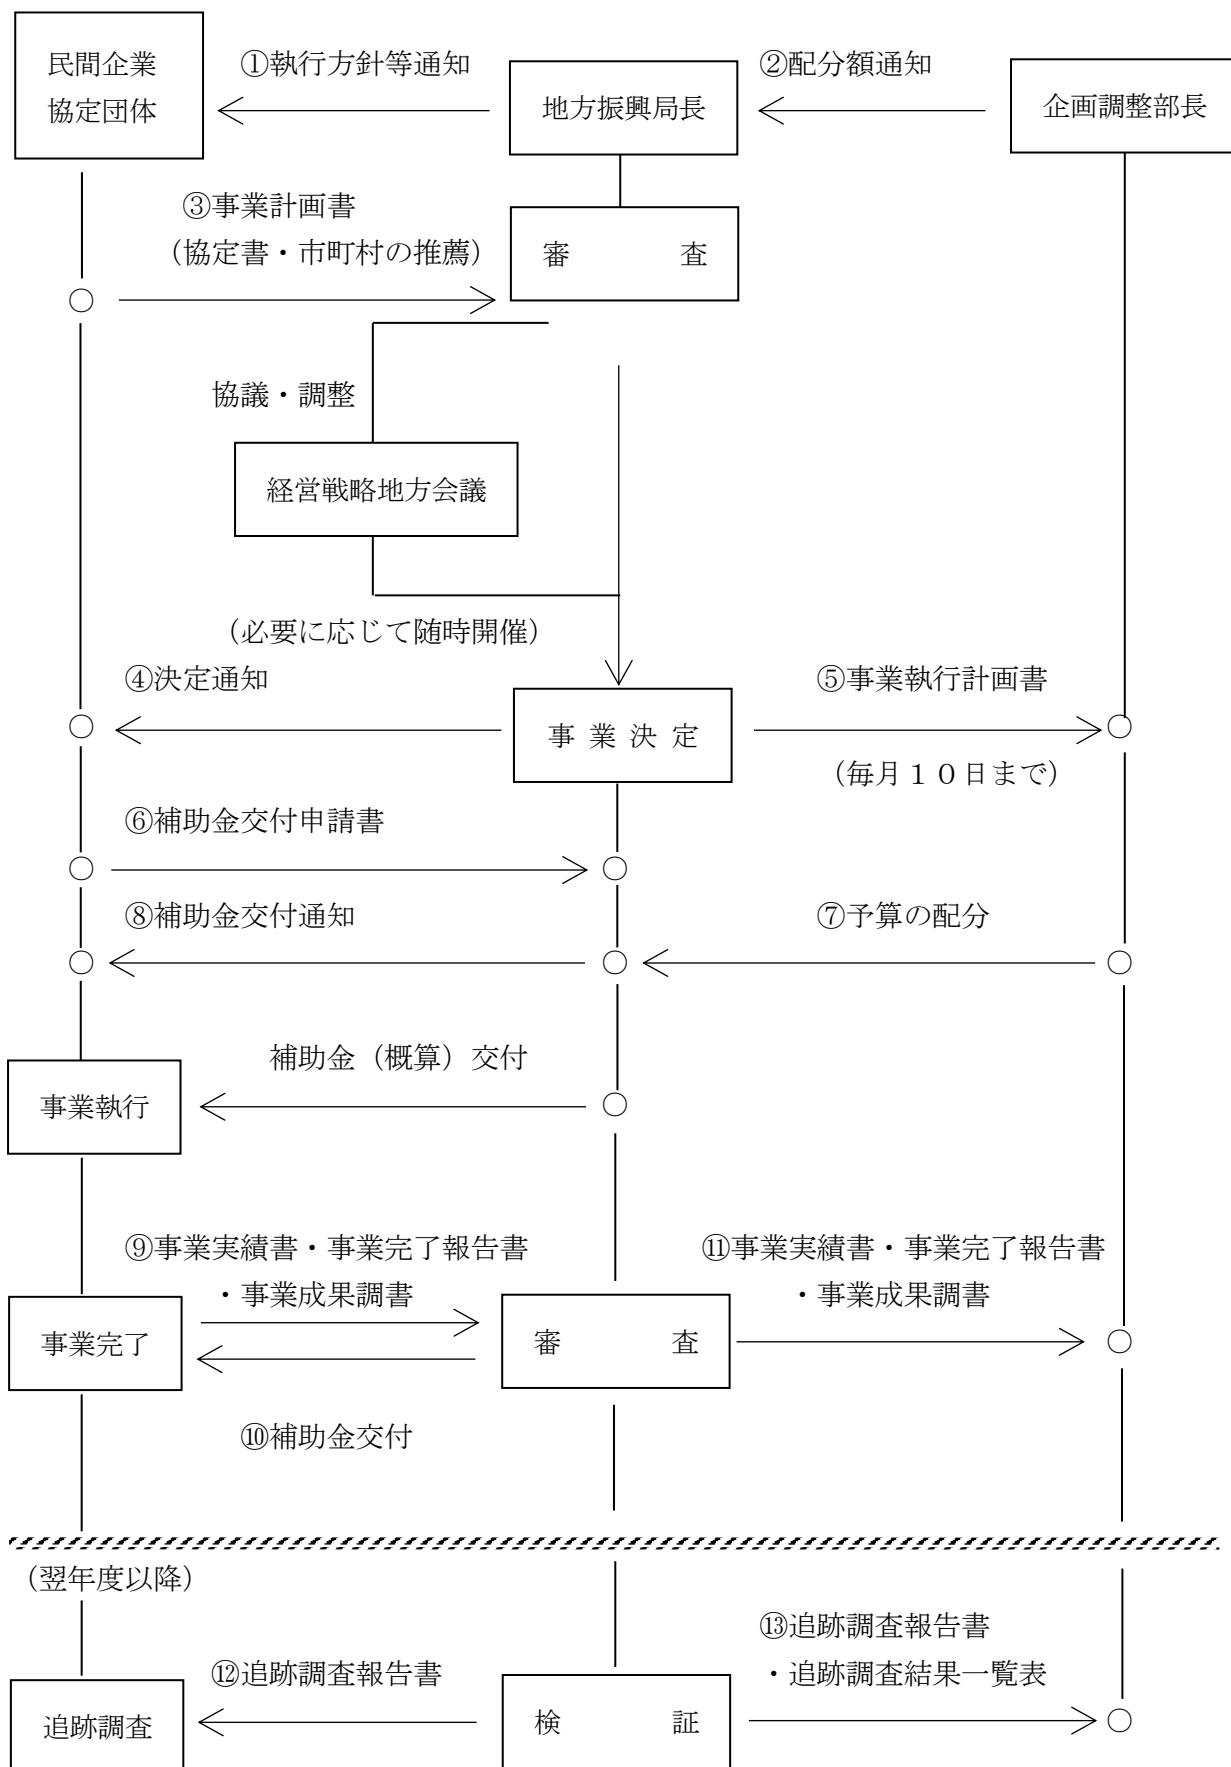 民間企業
協定団体
①執行方針等通知
地方振興局長
②配分額通知
企画調整部長
③事業計画書
(協定書・市町村の推薦)
審　　　査
協議・調整
経営戦略地方会議
(必要に応じて随時開催)
④決定通知
事 業 決 定
⑤事業執行計画書
(毎月１０日まで)
⑥補助金交付申請書
⑧補助金交付通知
⑦予算の配分
補助金（概算）交付
事業執行
⑨事業実績書・事業完了報告書
・事業成果調書
⑪事業実績書・事業完了報告書
・事業成果調書
事業完了
審　　　査
⑩補助金交付
(翌年度以降)
⑬追跡調査報告書
・追跡調査結果一覧表
⑫追跡調査報告書
追跡調査
検　　　証